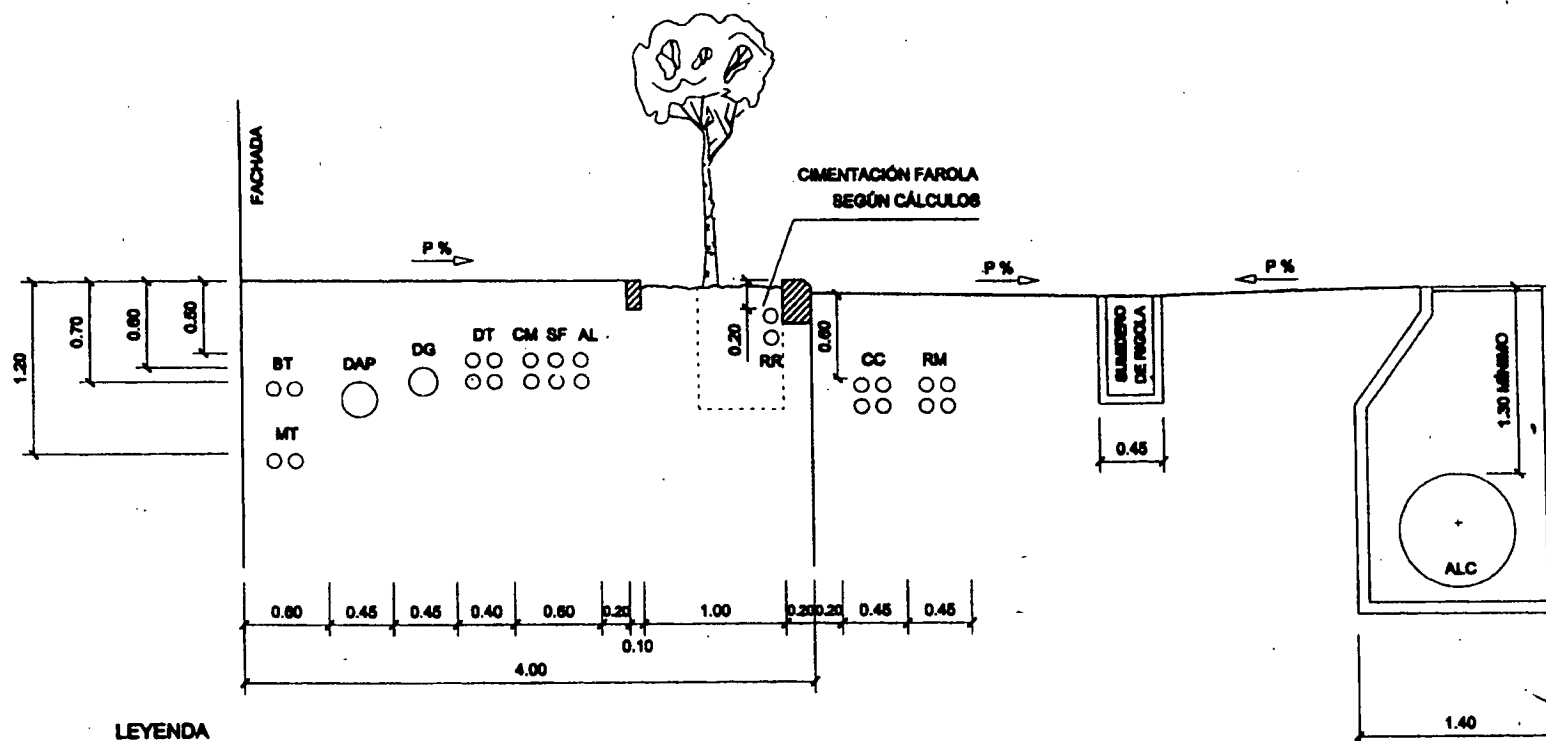 FACHADA
CIMENTACIÓN FAROLA
SEGÚN CÁLCULOS
P %
P %
P %
1.20
0.70
0.60
0.50
BT
DAP
DG
DT
CM SF AL
MT
0.20
RR
0.60
CC
RM
SUMIDERO
DE RIGOLA
0.45
1.30 MÍNIMO
ALC
0.60
0.45
0.45
0.40
0.60
0.20
0.10
1.00
0.20
0.20
0.45
0.45
4.00
1.40
LEYENDA